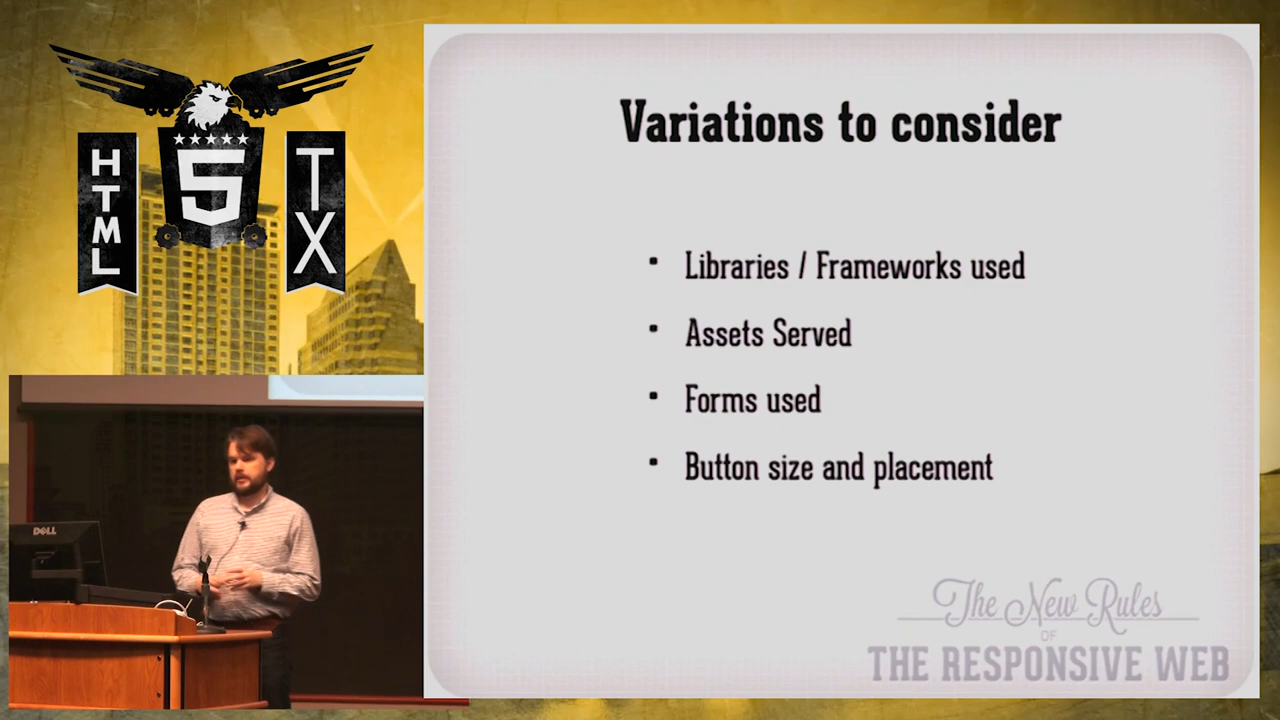 HTML
5
TX
DELL
Variations to consider
Libraries / Frameworks used
Assets Served
Forms used
Button size and placement
The New Rules
OF
THE RESPONSIVE WEB